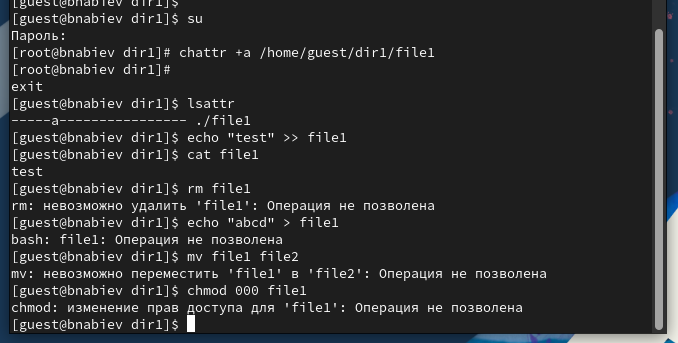 [guest@bnabiev dir1]$
[guest@bnabiev dir1]$ su
Пароль:
[root@bnabiev dir1]# chattr +a /home/guest/dir1/file1
[root@bnabiev dir1]#
exit
[guest@bnabiev dir1]$ lsattr
-----a---------------- ./file1
[guest@bnabiev dir1]$ echo "test" >> file1
[guest@bnabiev dir1]$ cat file1
test
[guest@bnabiev dir1]$ rm file1
rm: невозможно удалить 'file1': Операция не позволена
[guest@bnabiev dir1]$ echo "abcd" > file1
bash: file1: Операция не позволена
[guest@bnabiev dir1]$ mv file1 file2
mv: невозможно переместить 'file1' в 'file2': Операция не позволена
[guest@bnabiev dir1]$ chmod 000 file1
chmod: изменение прав доступа для 'file1': Операция не позволена
[guest@bnabiev dir1]$